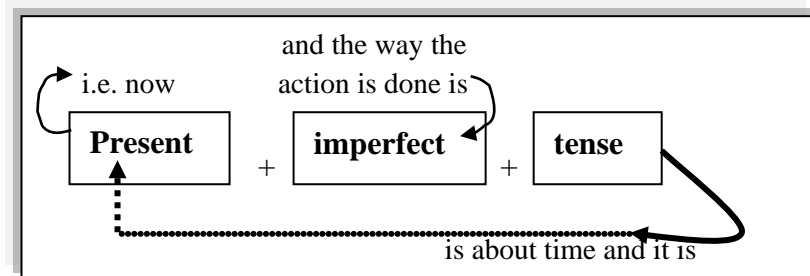 and the way the
i.e. now
action is done is
Present + imperfect + tense
is about time and it is